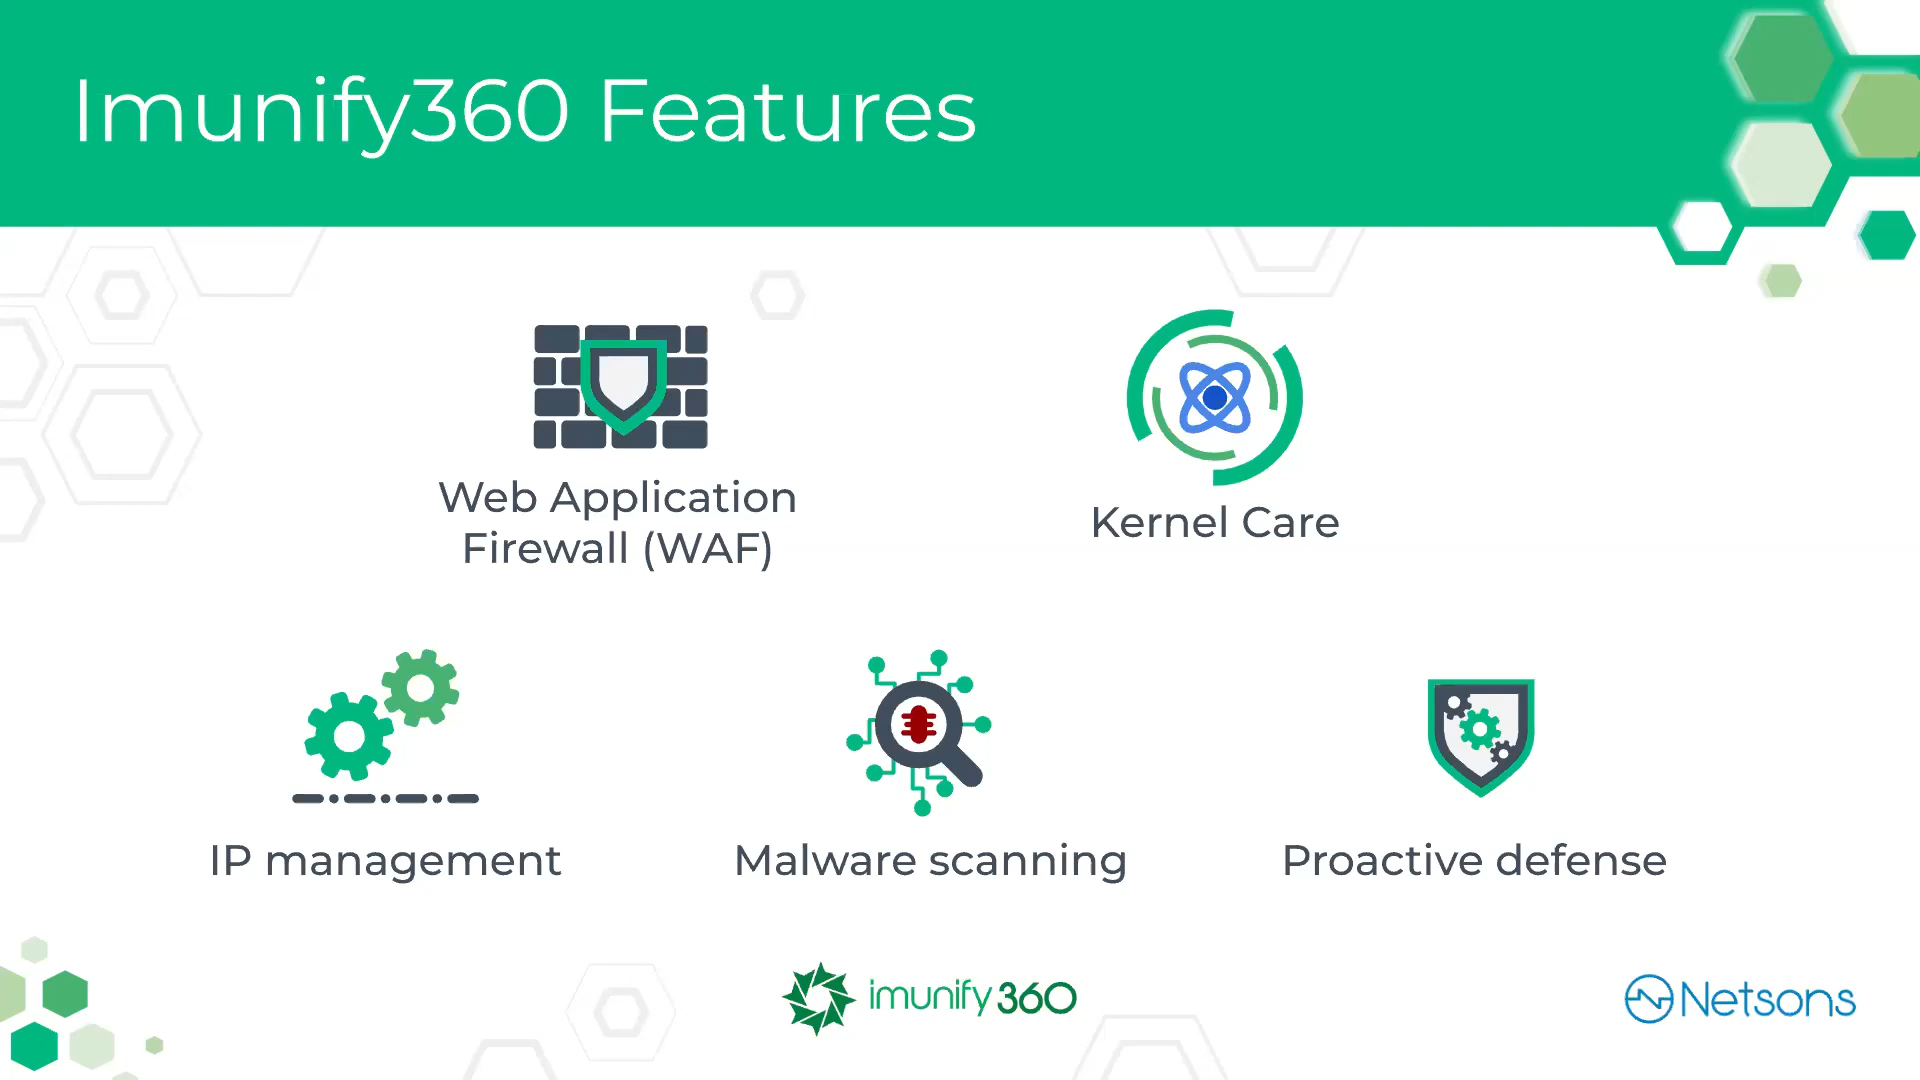 Imunify360 Features
Web Application
Firewall (WAF)
Kernel Care
IP management
Malware scanning
Proactive defense
imunify360
Netsons